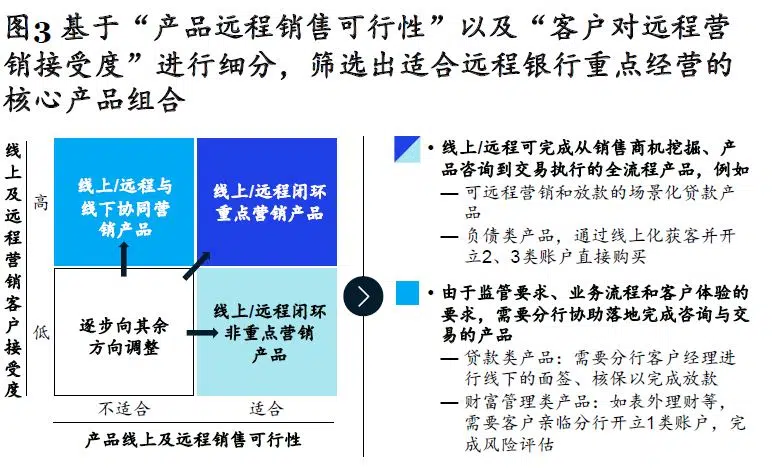 图3 基于“产品远程销售可行性”以及“客户对远程营
销接受度”进行细分，筛选出适合远程银行重点经营的
核心产品组合
线上及远程营销客户接受度
高
低
线上/远程与
线下协同营
销产品
线上/远程闭环
重点营销产品
逐步向其余
方向调整
线上/远程闭环
非重点营销
产品
不适合
适合
产品线上及远程销售可行性
• 线上/远程可完成从销售商机挖掘、产
品咨询到交易执行的全流程产品，例如
— 可远程营销和放款的场景化贷款产
品
— 负债类产品，通过线上化获客并开
立2、3类账户直接购买
• 由于监管要求、业务流程和客户体验的
要求，需要分行协助落地完成咨询与交
易的产品
— 贷款类产品：需要分行客户经理进
行线下的面签、核保以完成放款
— 财富管理类产品：如表外理财等，
需要客户亲临分行开立1类账户，完
成风险评估